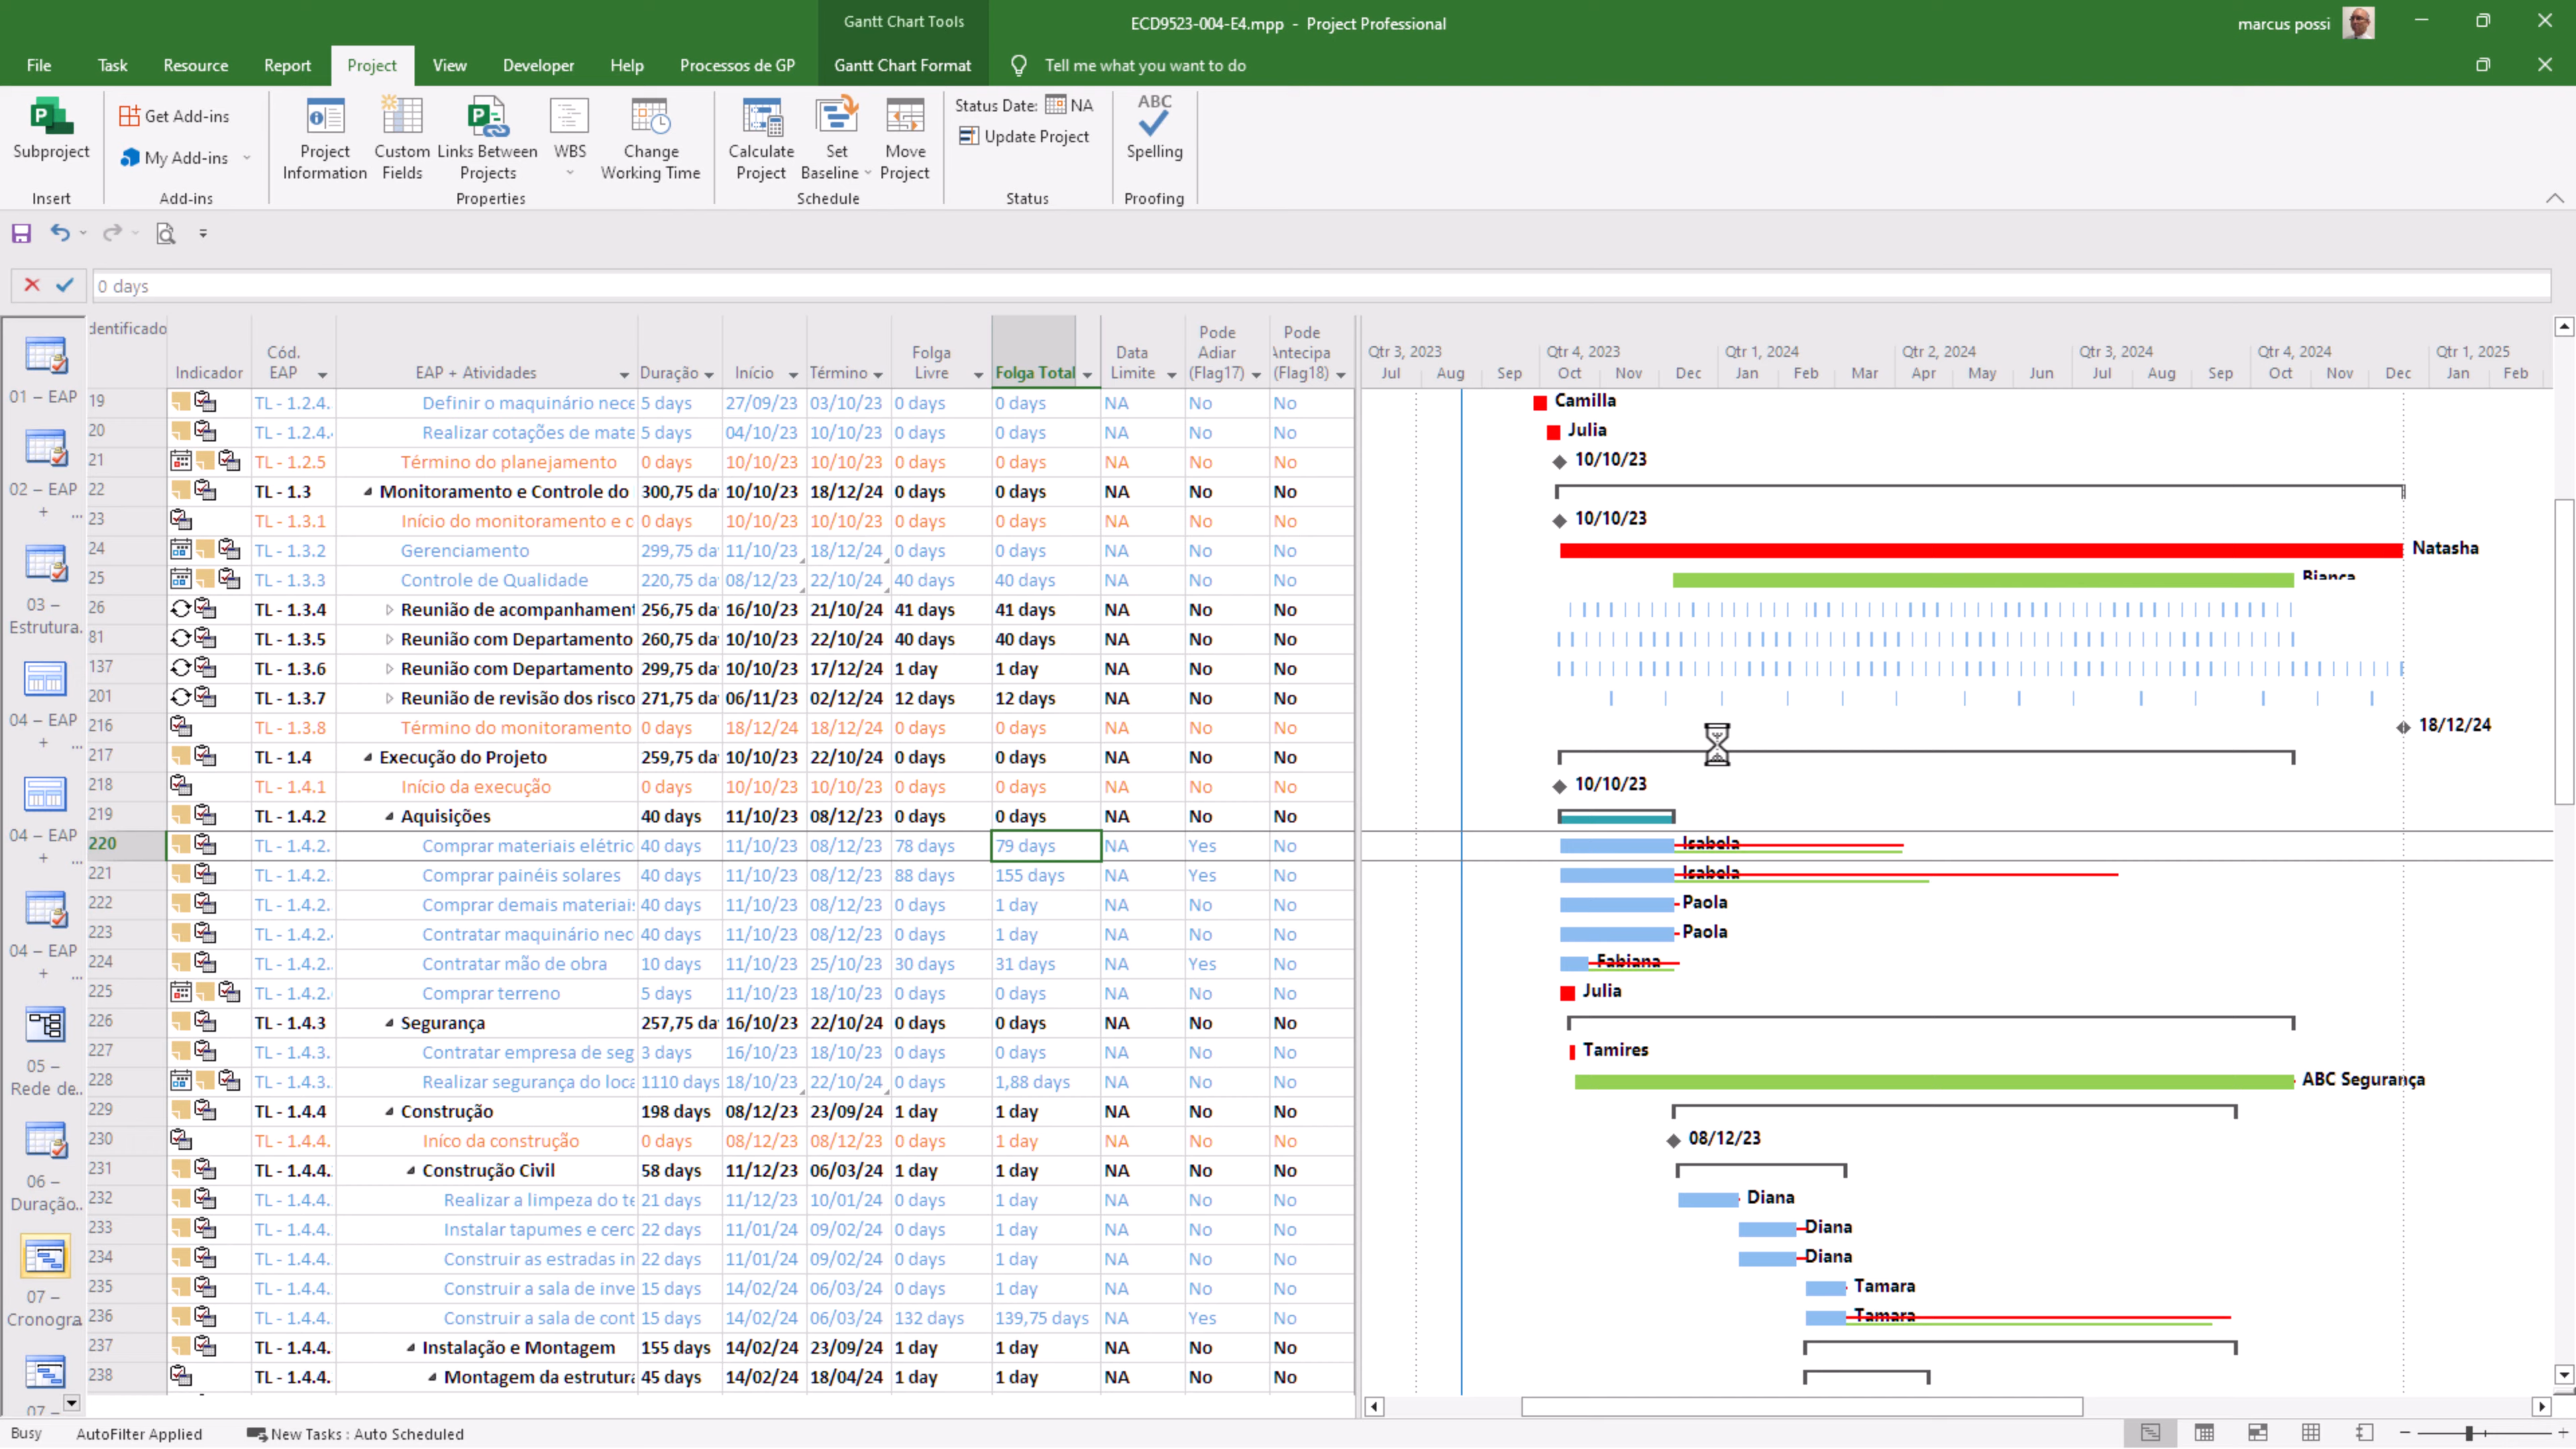 Gantt Chart Tools
ECD9523-004-E4.mpp - Project Professional
marcus possi
File Task Resource Report Project View Developer Help Processos de GP Gantt Chart Format Tell me what you want to do
Subproject
Get Add-ins
My Add-ins
Project Information
Custom Fields
Links Between Projects
WBS
Change Working Time
Calculate Project
Set Baseline
Move Project
Status Date: NA
Update Project
ABC
Spelling
Insert Add-ins Properties Schedule Status Proofing
0 days
01 – EAP
02 – EAP + ...
03 – Estrutura.
04 – EAP + ...
04 – EAP +
04 – EAP + ...
05 – Rede de..
06 – Duração..
07 – Cronogra
07 –
dentificado Indicador Cód. EAP EAP + Atividades Duração Início Término Folga Livre Folga Total Data Limite Pode Adiar (Flag17) Pode Antecipa (Flag18)
Qtr 3, 2023 Qtr 4, 2023 Qtr 1, 2024 Qtr 2, 2024 Qtr 3, 2024 Qtr 4, 2024 Qtr 1, 2025
Jul Aug Sep Oct Nov Dec Jan Feb Mar Apr May Jun Jul Aug Sep Oct Nov Dec Jan Feb
19 TL - 1.2.4. Definir o maquinário nece 5 days 27/09/23 03/10/23 0 days 0 days NA No No Camilla
20 TL - 1.2.4. Realizar cotações de mate 5 days 04/10/23 10/10/23 0 days 0 days NA No No Julia
21 TL - 1.2.5 Término do planejamento 0 days 10/10/23 10/10/23 0 days 0 days NA No No 10/10/23
22 TL - 1.3 Monitoramento e Controle do 300,75 da 10/10/23 18/12/24 0 days 0 days NA No No
23 TL - 1.3.1 Início do monitoramento e c 0 days 10/10/23 10/10/23 0 days 0 days NA No No 10/10/23
24 TL - 1.3.2 Gerenciamento 299,75 da 11/10/23 18/12/24 0 days 0 days NA No No Natasha
25 TL - 1.3.3 Controle de Qualidade 220,75 da 08/12/23 22/10/24 40 days 40 days NA No No Bianca
26 TL - 1.3.4 Reunião de acompanhament 256,75 da 16/10/23 21/10/24 41 days 41 days NA No No
81 TL - 1.3.5 Reunião com Departamento 260,75 da 10/10/23 22/10/24 40 days 40 days NA No No
137 TL - 1.3.6 Reunião com Departamento 299,75 da 10/10/23 17/12/24 1 day 1 day NA No No
201 TL - 1.3.7 Reunião de revisão dos risco 271,75 da 06/11/23 02/12/24 12 days 12 days NA No No
216 TL - 1.3.8 Término do monitoramento 0 days 18/12/24 18/12/24 0 days 0 days NA No No 18/12/24
217 TL - 1.4 Execução do Projeto 259,75 da 10/10/23 22/10/24 0 days 0 days NA No No
218 TL - 1.4.1 Início da execução 0 days 10/10/23 10/10/23 0 days 0 days NA No No 10/10/23
219 TL - 1.4.2 Aquisições 40 days 11/10/23 08/12/23 0 days 0 days NA No No
220 TL - 1.4.2. Comprar materiais elétric 40 days 11/10/23 08/12/23 78 days 79 days NA Yes No Isabela
221 TL - 1.4.2. Comprar painéis solares 40 days 11/10/23 08/12/23 88 days 155 days NA Yes No Isabela
222 TL - 1.4.2. Comprar demais materiais 40 days 11/10/23 08/12/23 0 days 1 day NA No No Paola
223 TL - 1.4.2. Contratar maquinário nec 40 days 11/10/23 08/12/23 0 days 1 day NA No No Paola
224 TL - 1.4.2. Contratar mão de obra 10 days 11/10/23 25/10/23 30 days 31 days NA Yes No Fabiana
225 TL - 1.4.2. Comprar terreno 5 days 11/10/23 18/10/23 0 days 0 days NA No No Julia
226 TL - 1.4.3 Segurança 257,75 da 16/10/23 22/10/24 0 days 0 days NA No No
227 TL - 1.4.3. Contratar empresa de seg 3 days 16/10/23 18/10/23 0 days 0 days NA No No Tamires
228 TL - 1.4.3. Realizar segurança do loca 1110 days 18/10/23 22/10/24 0 days 1,88 days NA No No ABC Segurança
229 TL - 1.4.4 Construção 198 days 08/12/23 23/09/24 1 day 1 day NA No No
230 TL - 1.4.4. Iníco da construção 0 days 08/12/23 08/12/23 0 days 1 day NA No No 08/12/23
231 TL - 1.4.4. Construção Civil 58 days 11/12/23 06/03/24 1 day 1 day NA No No
232 TL - 1.4.4. Realizar a limpeza do te 21 days 11/12/23 10/01/24 0 days 1 day NA No No Diana
233 TL - 1.4.4. Instalar tapumes e cerc 22 days 11/01/24 09/02/24 0 days 1 day NA No No Diana
234 TL - 1.4.4. Construir as estradas in 22 days 11/01/24 09/02/24 0 days 1 day NA No No Diana
235 TL - 1.4.4. Construir a sala de inve 15 days 14/02/24 06/03/24 0 days 1 day NA No No Tamara
236 TL - 1.4.4. Construir a sala de cont 15 days 14/02/24 06/03/24 132 days 139,75 days NA Yes No Tamara
237 TL - 1.4.4. Instalação e Montagem 155 days 14/02/24 23/09/24 1 day 1 day NA No No
238 TL - 1.4.4. Montagem da estrutura 45 days 14/02/24 18/04/24 1 day 1 day NA No No
Busy AutoFilter Applied New Tasks : Auto Scheduled